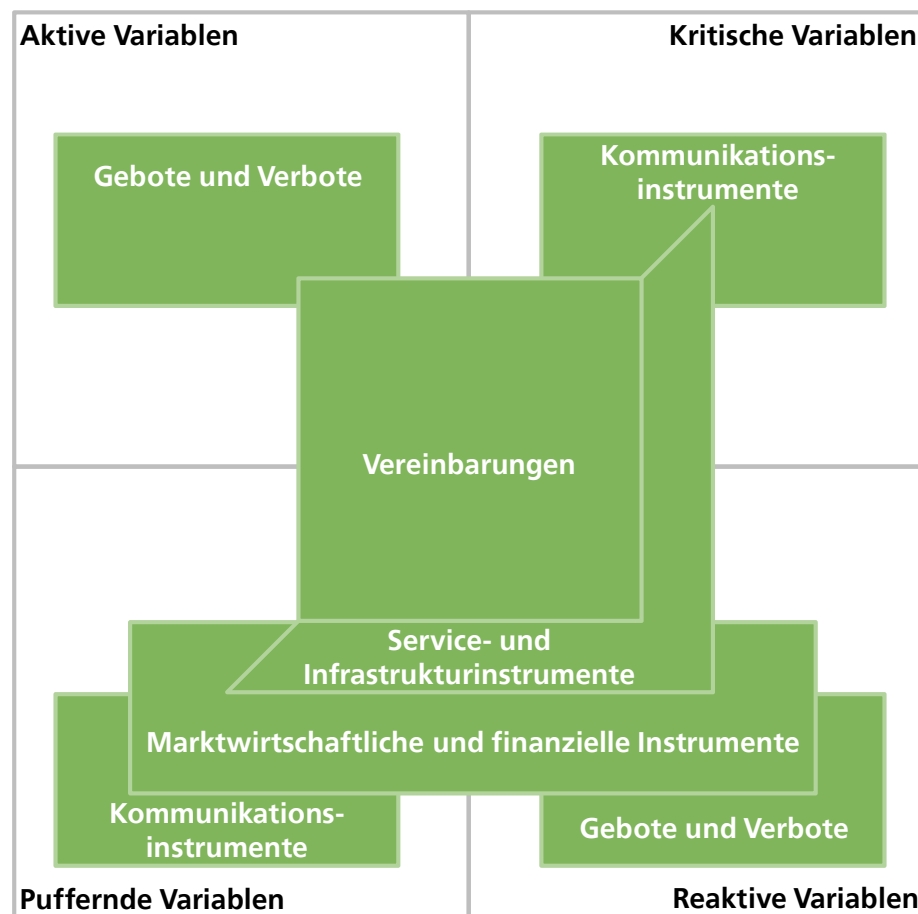 Aktive Variablen
Kritische Variablen
Gebote und Verbote
Kommunikations-
instrumente
Vereinbarungen
Service- und
Infrastrukturinstrumente
Marktwirtschaftliche und finanzielle Instrumente
Kommunikations-
instrumente
Gebote und Verbote
Puffernde Variablen
Reaktive Variablen